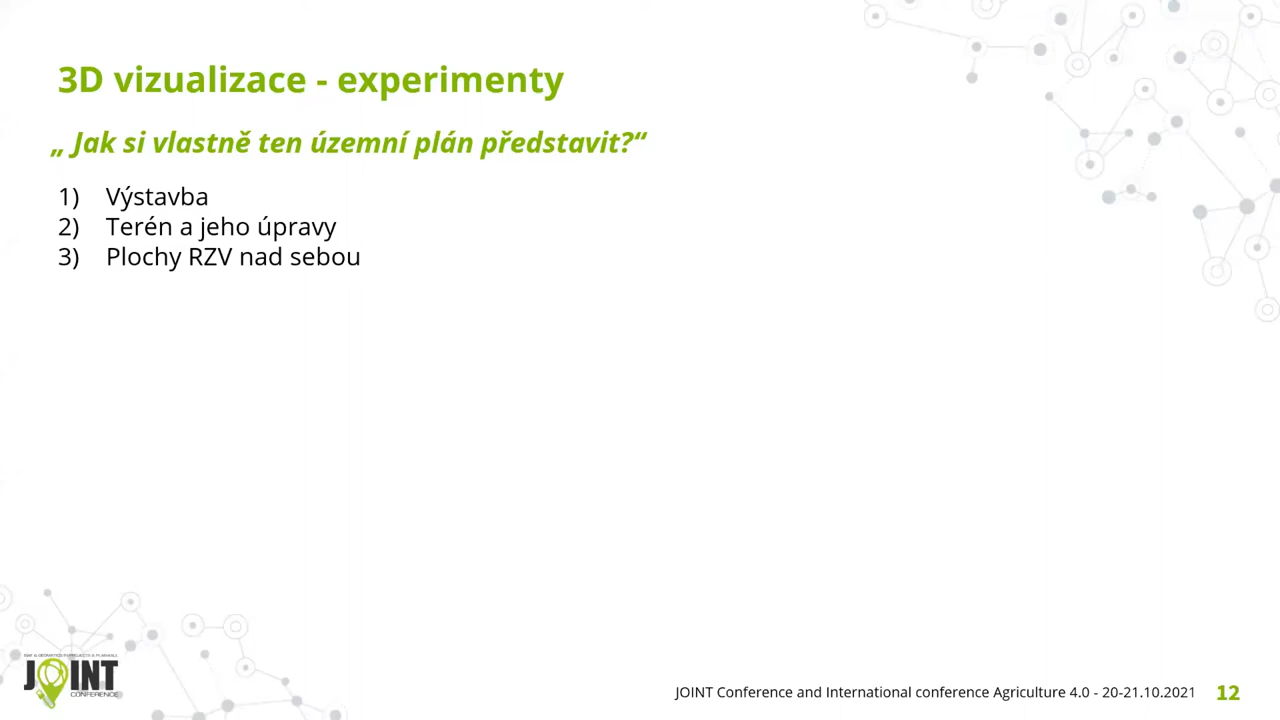 3D vizualizace - experimenty
„ Jak si vlastně ten územní plán představit?“
1) Výstavba
2) Terén a jeho úpravy
3) Plochy RZV nad sebou
JOINT
CONFERENCE
JOINT Conference and International conference Agriculture 4.0 - 20-21.10.2021 12